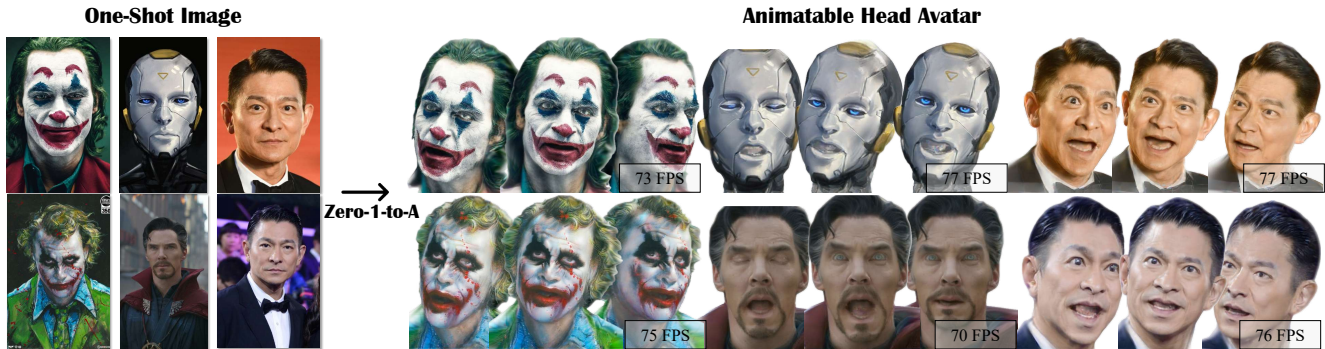 One-Shot Image
Animatable Head Avatar
Zero-1-to-A
73 FPS
77 FPS
77 FPS
75 FPS
70 FPS
76 FPS